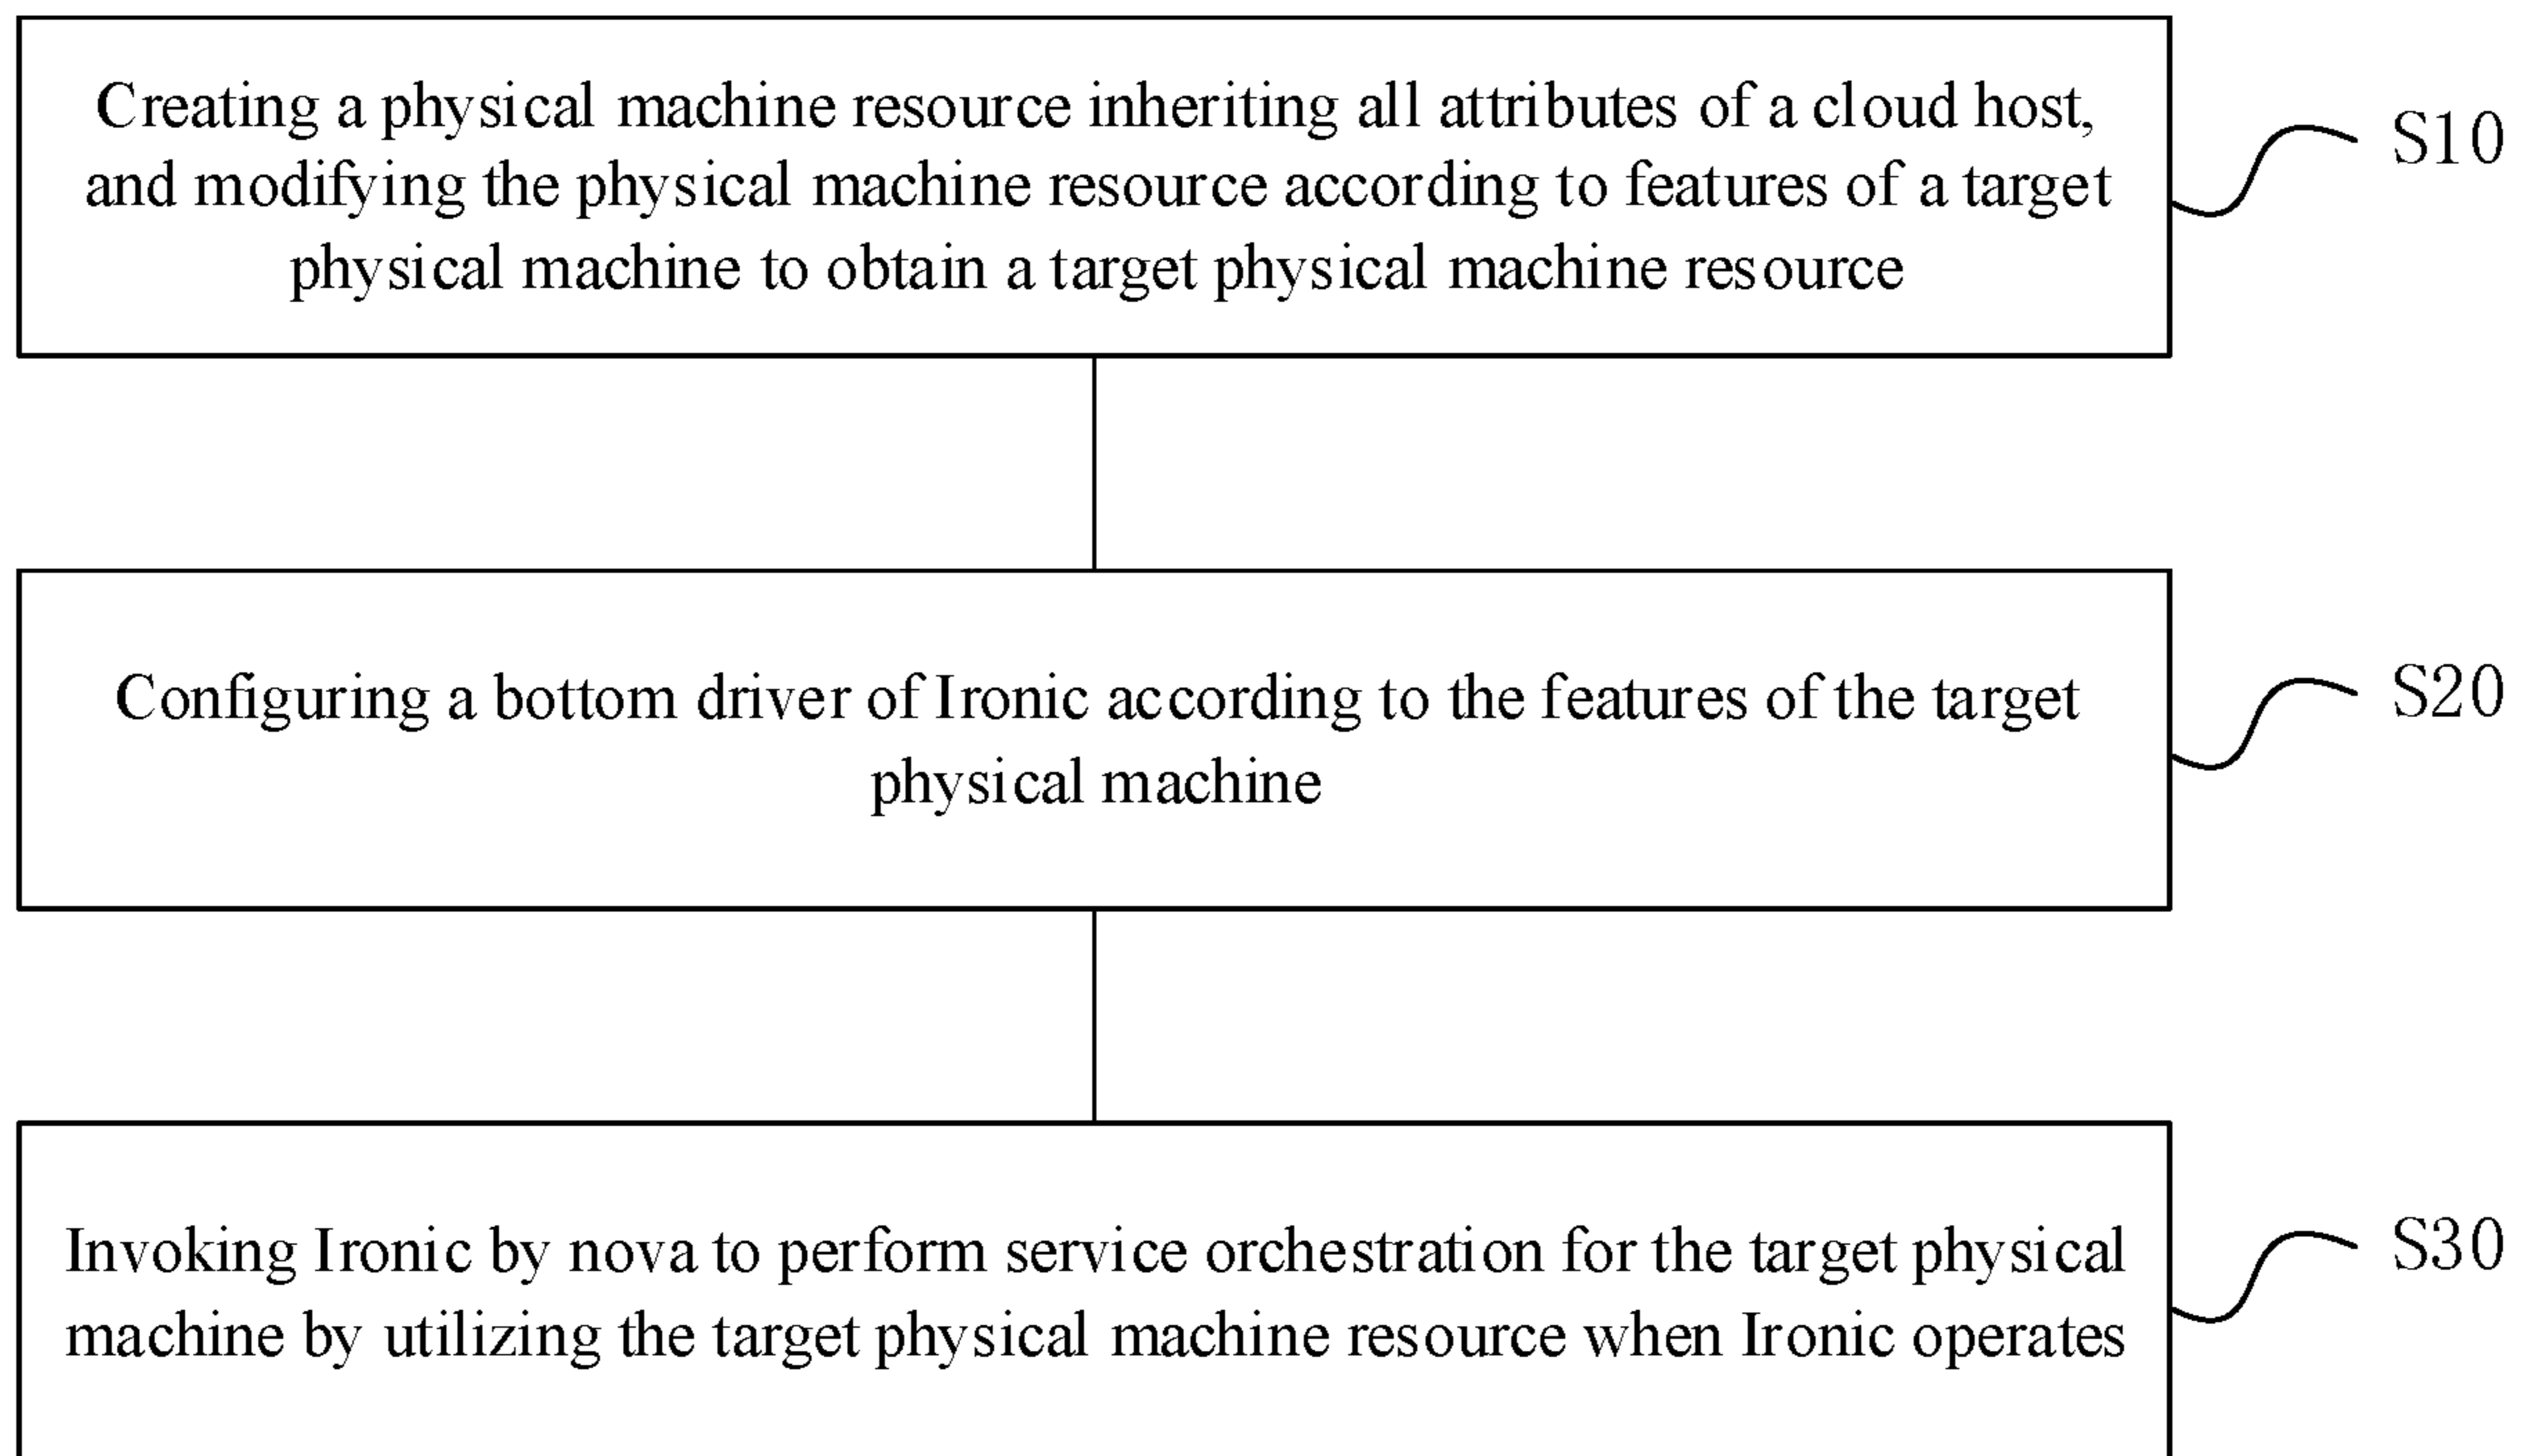 Creating a physical machine resource inheriting all attributes of a cloud host,
and modifying the physical machine resource according to features of a target
physical machine to obtain a target physical machine resource
S10
Configuring a bottom driver of Ironic according to the features of the target
physical machine
S20
Invoking Ironic by nova to perform service orchestration for the target physical
machine by utilizing the target physical machine resource when Ironic operates
S30